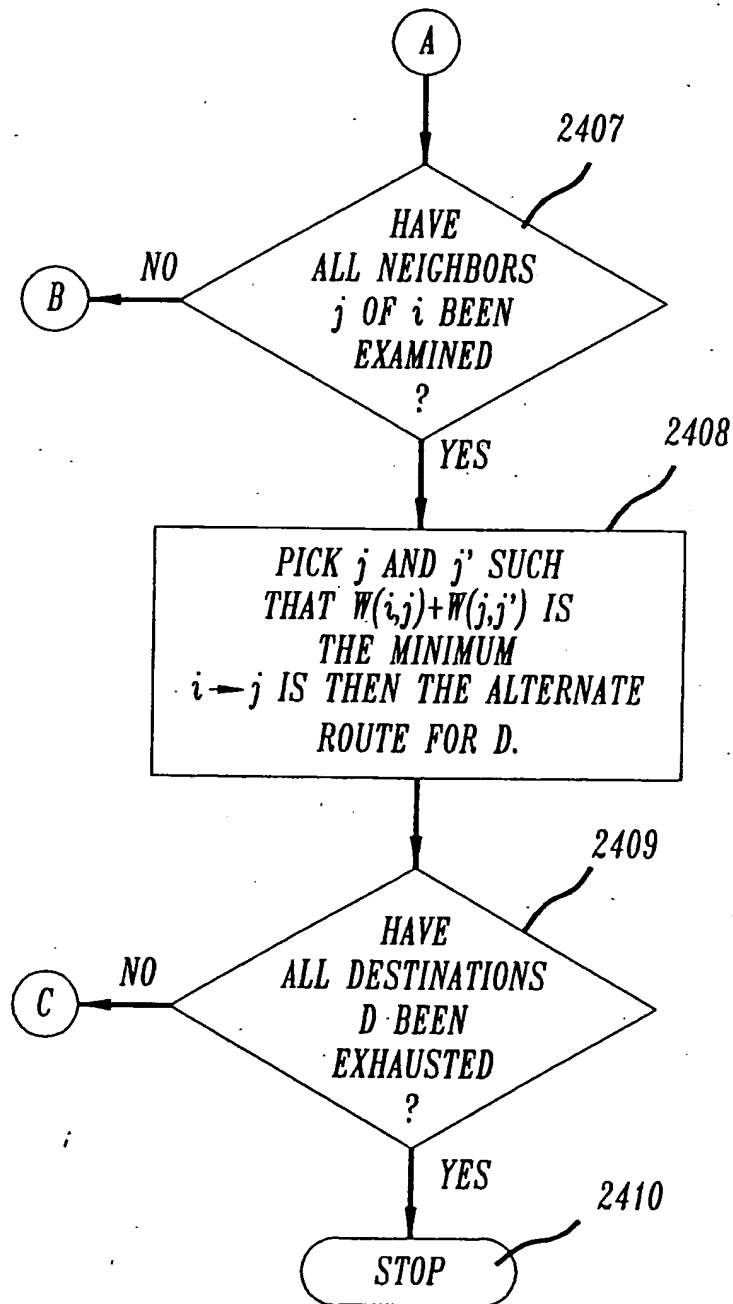 A
2407
HAVE
ALL NEIGHBORS
j OF i BEEN
EXAMINED
?
NO
B
YES
2408
PICK j AND j' SUCH
THAT W(i,j)+W(j,j') IS
THE MINIMUM
i→j IS THEN THE ALTERNATE
ROUTE FOR D.
2409
HAVE
ALL DESTINATIONS
D BEEN
EXHAUSTED
?
NO
C
YES
2410
STOP